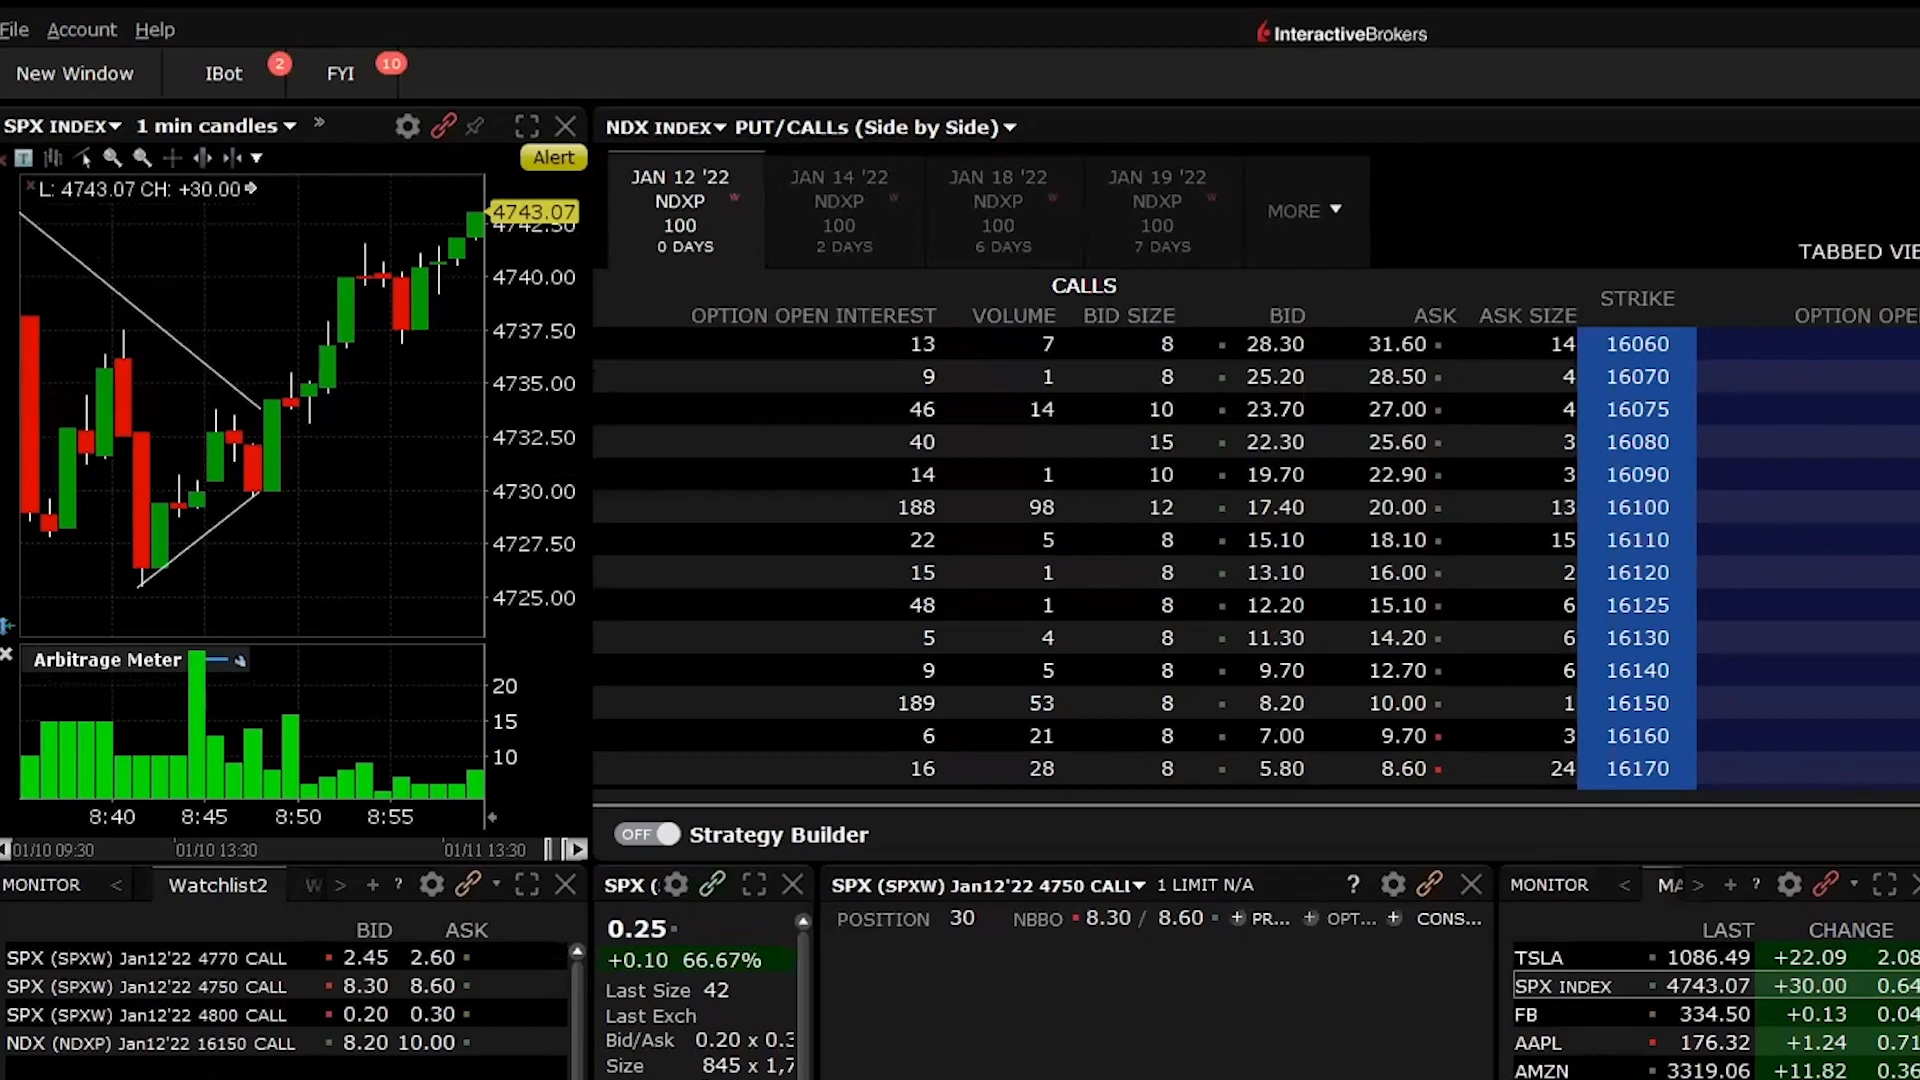 File Account Help
InteractiveBrokers
New Window IBot 2 FYI 10
SPX INDEX 1 min candles »
Alert
L: 4743.07 CH: +30.00
4743.07
4742.50
4740.00
4737.50
4735.00
4732.50
4730.00
4727.50
4725.00
Arbitrage Meter
20
15
10
8:40 8:45 8:50 8:55
01/10 09:30 01/10 13:30 01/11 13:30
NDX INDEX PUT/CALLs (Side by Side)
JAN 12 '22 JAN 14 '22 JAN 18 '22 JAN 19 '22
NDXP W NDXP W NDXP W NDXP W
100 100 100 100 MORE
0 DAYS 2 DAYS 6 DAYS 7 DAYS
TABBED VIE
CALLS
OPTION OPEN INTEREST VOLUME BID SIZE BID ASK ASK SIZE STRIKE OPTION OPE
13 7 8 28.30 31.60 14 16060
9 1 8 25.20 28.50 4 16070
46 14 10 23.70 27.00 4 16075
40 15 22.30 25.60 3 16080
14 1 10 19.70 22.90 3 16090
188 98 12 17.40 20.00 13 16100
22 5 8 15.10 18.10 15 16110
15 1 8 13.10 16.00 2 16120
48 1 8 12.20 15.10 6 16125
5 4 8 11.30 14.20 6 16130
9 5 8 9.70 12.70 6 16140
189 53 8 8.20 10.00 1 16150
6 21 8 7.00 9.70 3 16160
16 28 8 5.80 8.60 24 16170
OFF Strategy Builder
MONITOR < Watchlist2 W > + ?
BID ASK
SPX (SPXW) Jan12'22 4770 CALL 2.45 2.60
SPX (SPXW) Jan12'22 4750 CALL 8.30 8.60
SPX (SPXW) Jan12'22 4800 CALL 0.20 0.30
NDX (NDXP) Jan12'22 16150 CALL 8.20 10.00
SPX (
0.25
+0.10 66.67%
Last Size 42
Last Exch
Bid/Ask 0.20 x 0.3
Size 845 x 1,7
SPX (SPXW) Jan12'22 4750 CALL 1 LIMIT N/A ?
POSITION 30 NBBO 8.30 / 8.60 + PR... + OPT... + CONS...
MONITOR < MA > + ?
LAST CHANGE
TSLA 1086.49 +22.09 2.08
SPX INDEX 4743.07 +30.00 0.64
FB 334.50 +0.13 0.04
AAPL 176.32 +1.24 0.71
AMZN 3319.06 +11.82 0.36